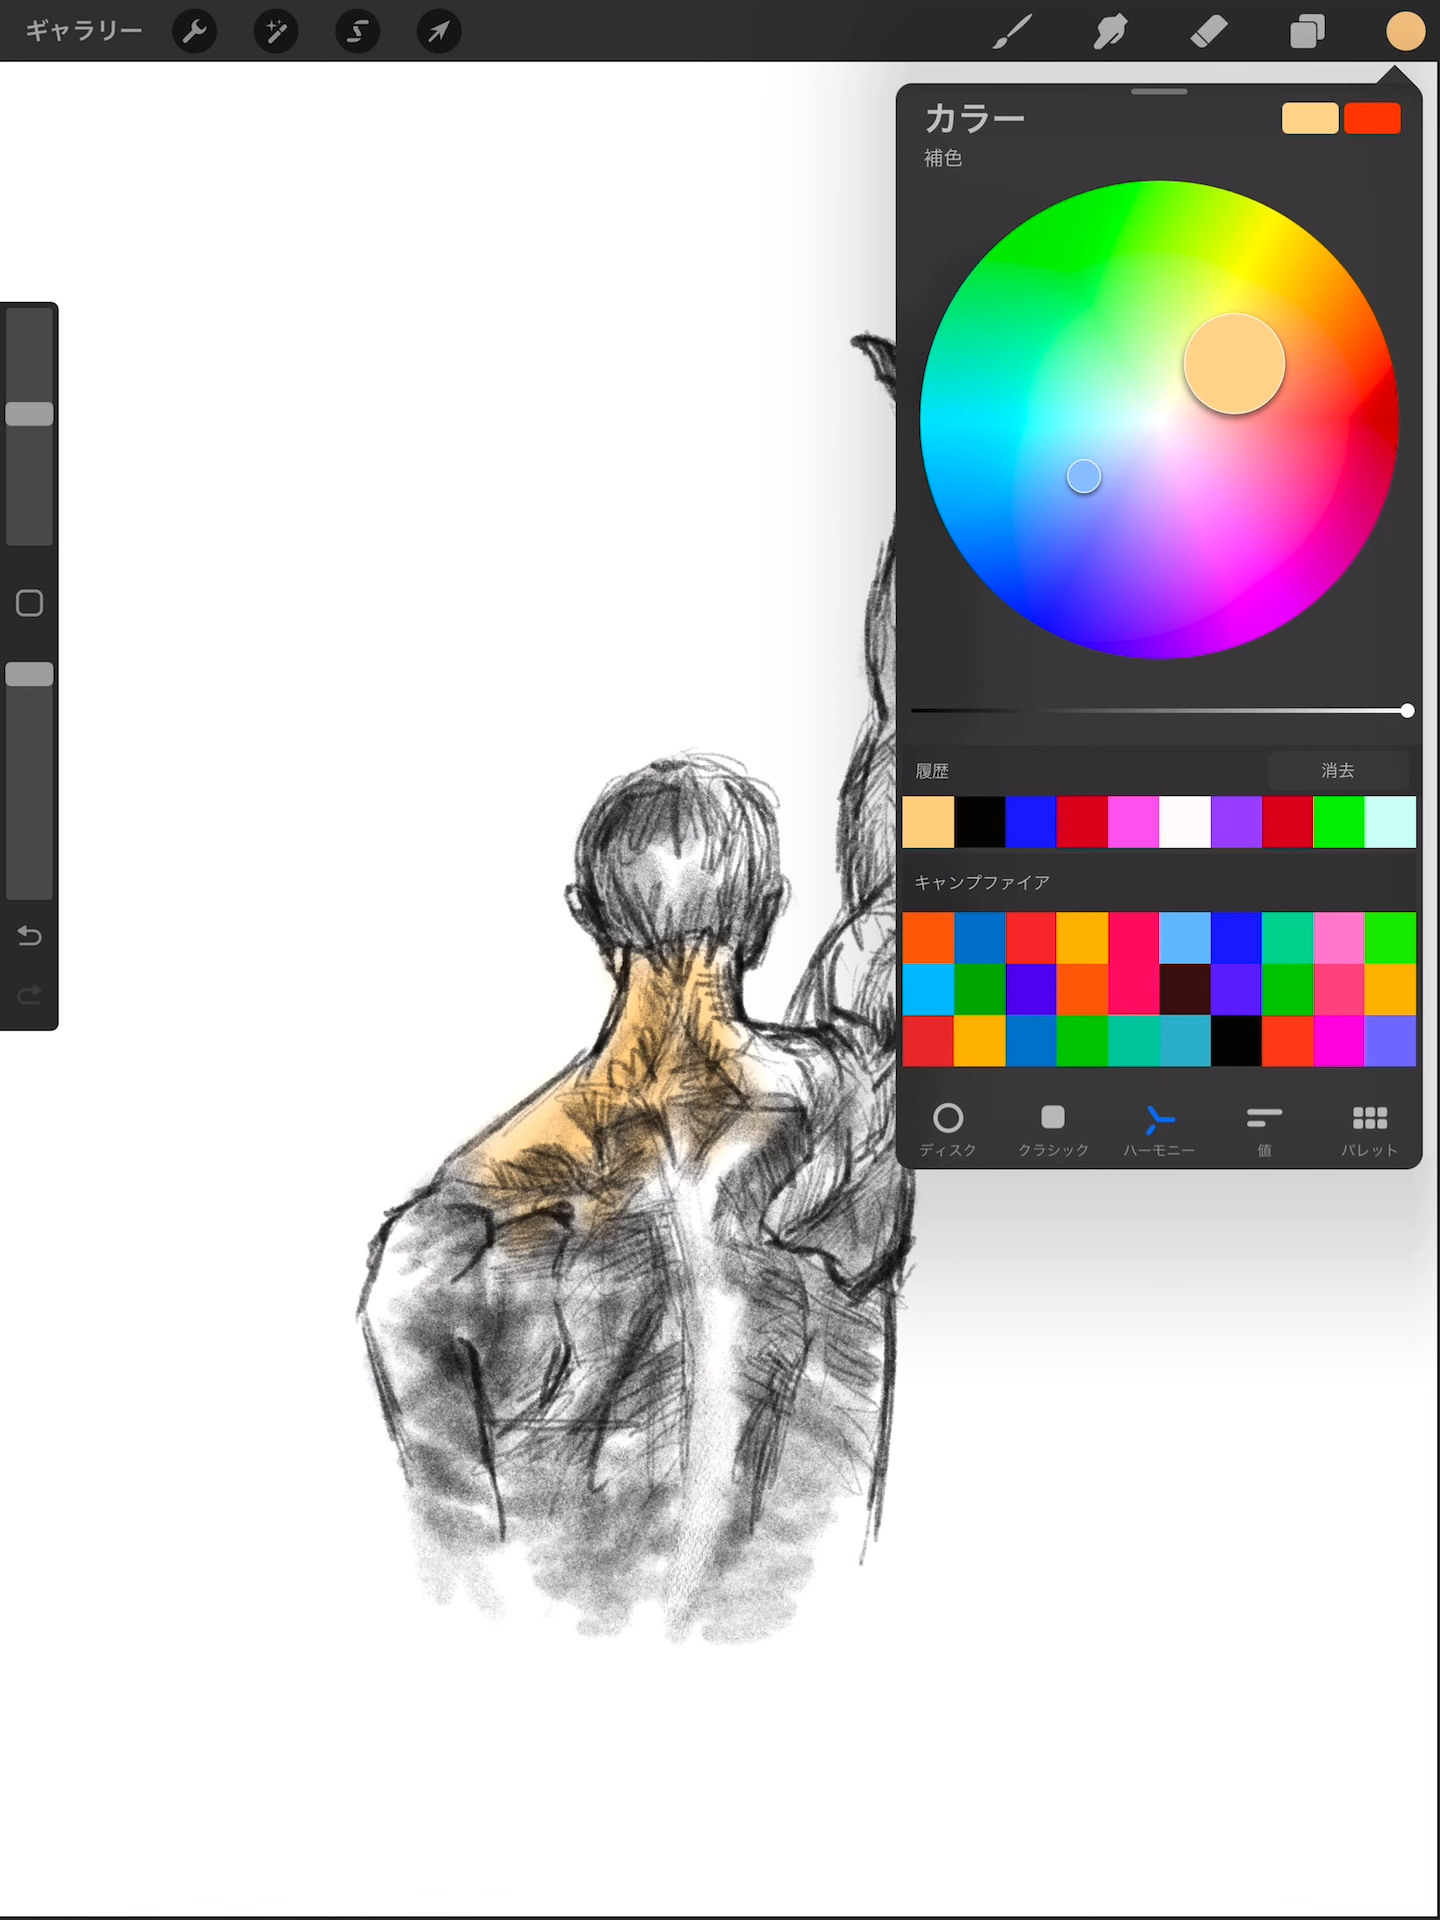 ギャラリー
カラー
補色
履歴
消去
キャンプファイア
ディスク
クラシック
ハーモニー
値
パレット